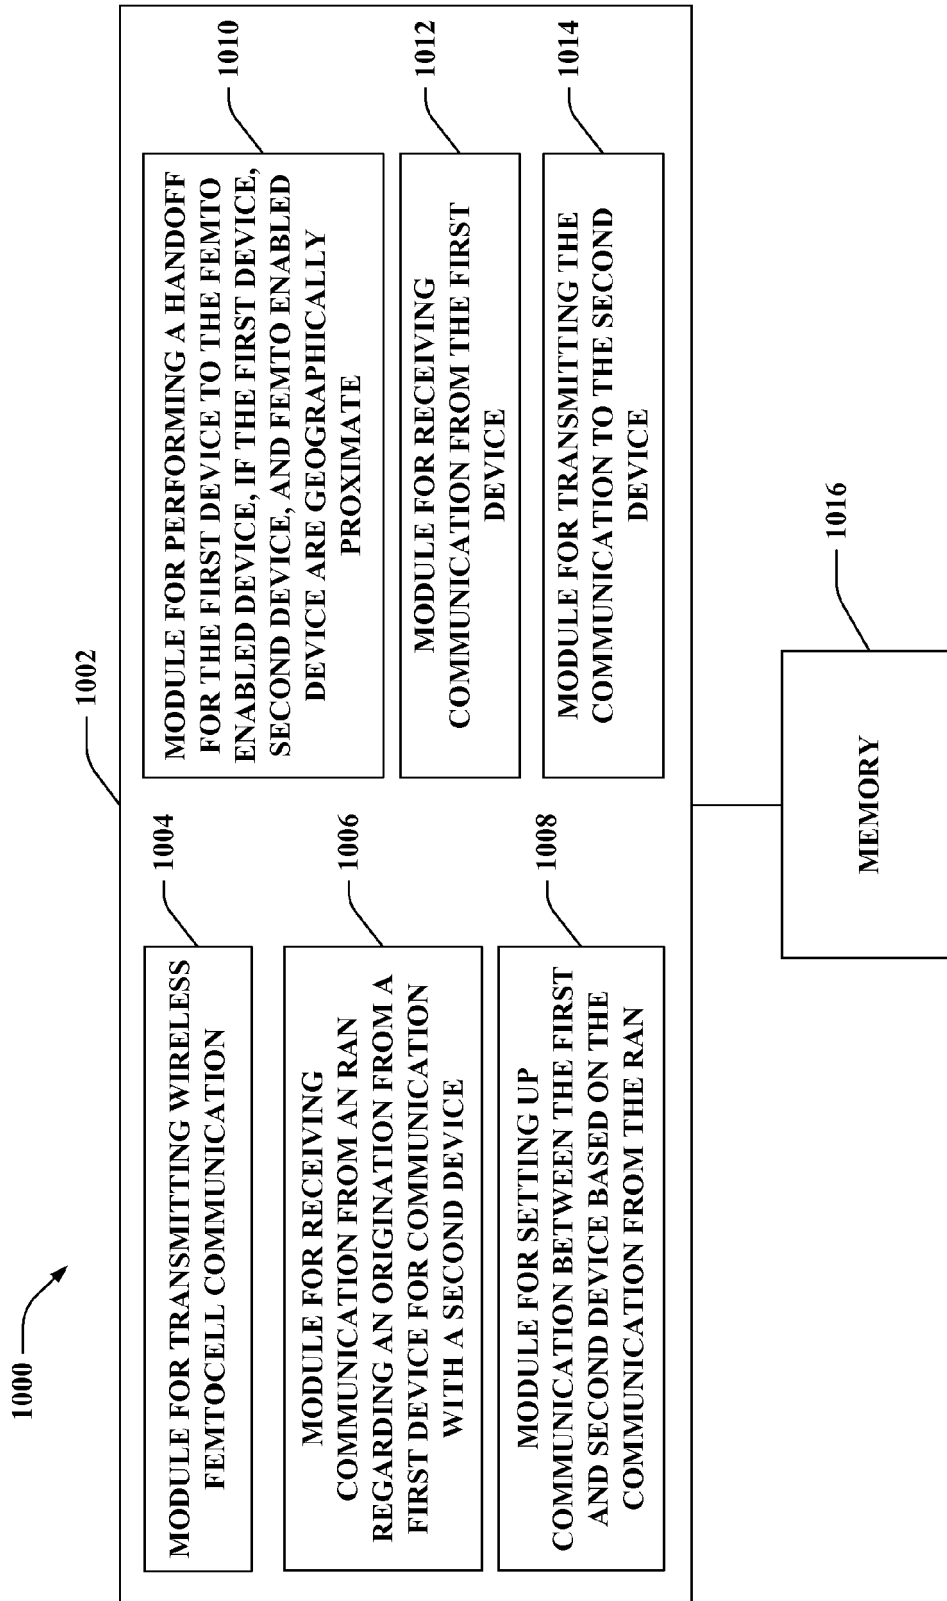 1000
1002
1004
MODULE FOR TRANSMITTING WIRELESS
FEMTOCELL COMMUNICATION
1006
MODULE FOR RECEIVING
COMMUNICATION FROM AN RAN
REGARDING AN ORIGINATION FROM A
FIRST DEVICE FOR COMMUNICATION
WITH A SECOND DEVICE
1008
MODULE FOR SETTING UP
COMMUNICATION BETWEEN THE FIRST
AND SECOND DEVICE BASED ON THE
COMMUNICATION FROM THE RAN
1010
MODULE FOR PERFORMING A HANDOFF
FOR THE FIRST DEVICE TO THE FEMTO
ENABLED DEVICE, IF THE FIRST DEVICE,
SECOND DEVICE, AND FEMTO ENABLED
DEVICE ARE GEOGRAPHICALLY
PROXIMATE
1012
MODULE FOR RECEIVING
COMMUNICATION FROM THE FIRST
DEVICE
1014
MODULE FOR TRANSMITTING THE
COMMUNICATION TO THE SECOND
DEVICE
1016
MEMORY